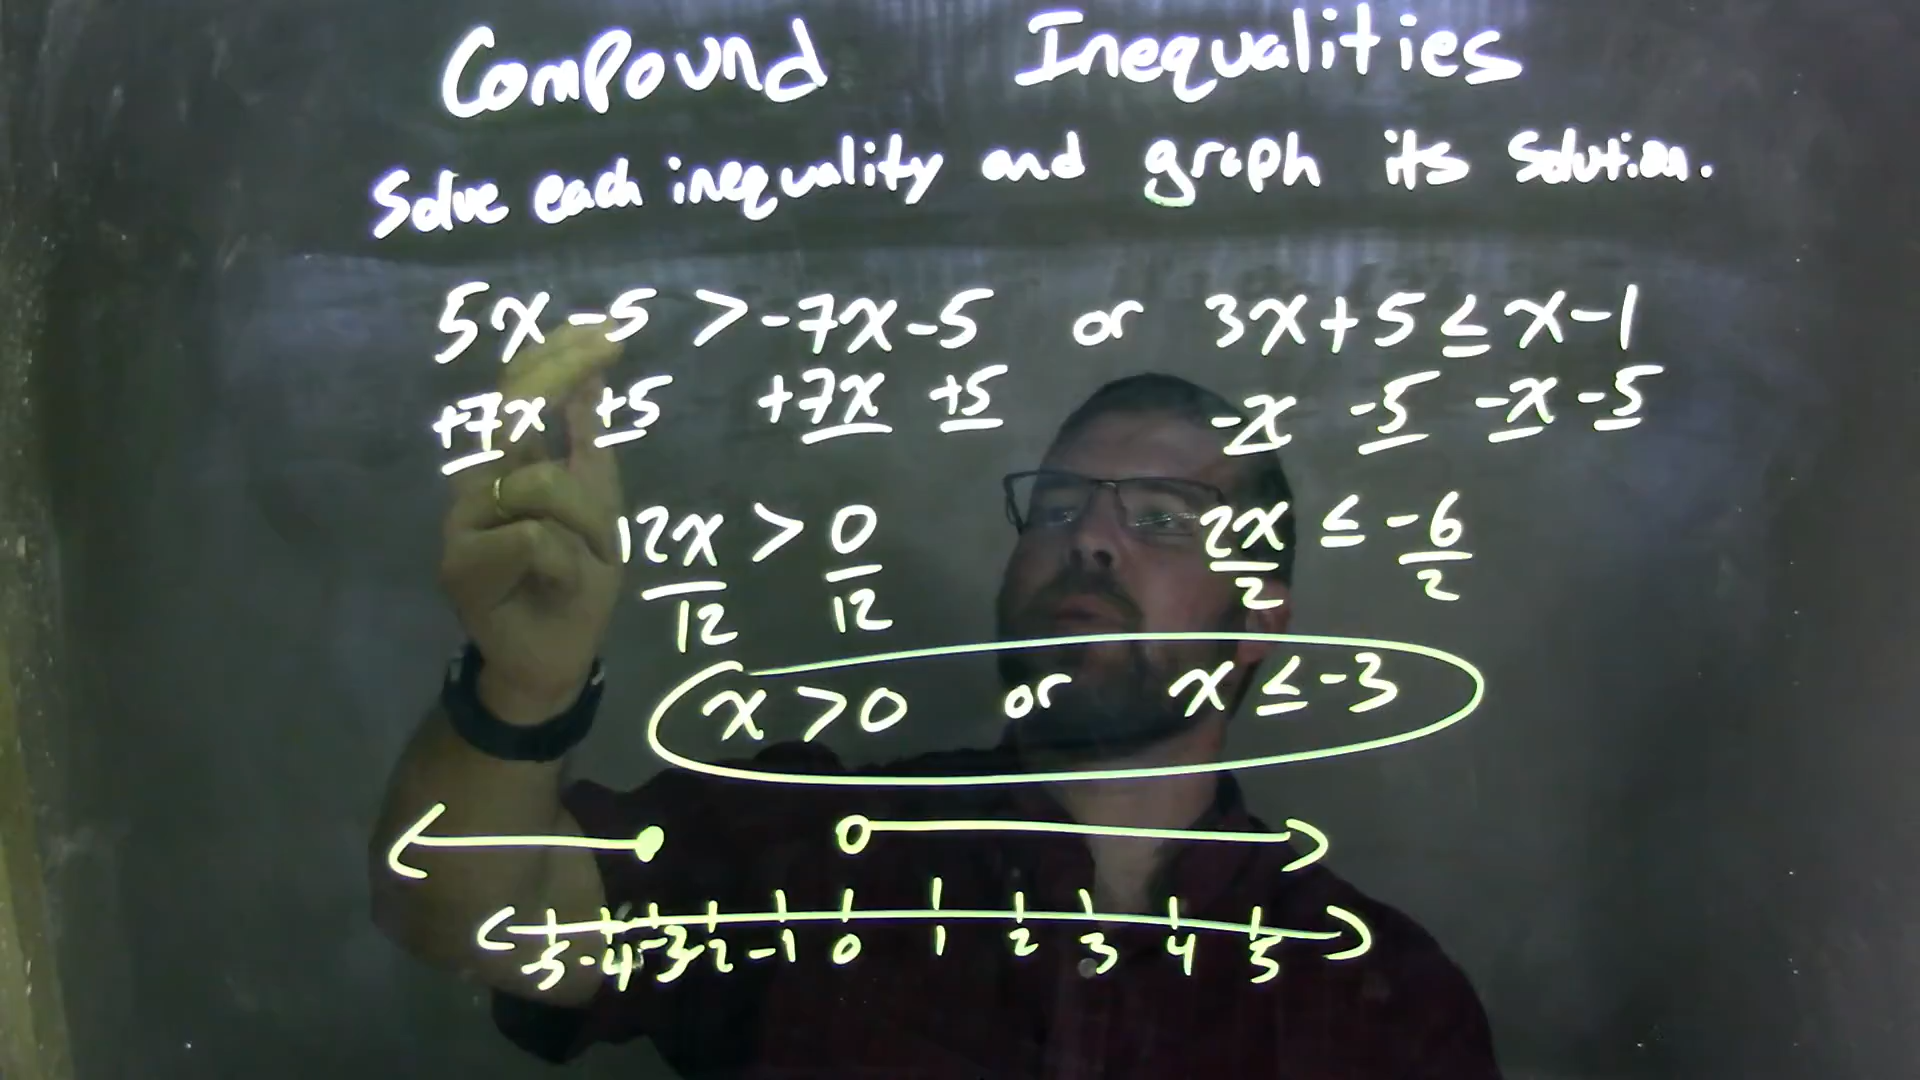 Compound Inequalities
Solve each inequality and graph its solution.
5x-5 > -7x-5 or 3x+5 ≤ x-1
+7x +5 +7x +5 -x -5 -x -5
12x > 0 2x ≤ -6
12 12 2 2
x > 0 or x ≤ -3
-5 -4 -3 -2 -1 0 1 2 3 4 5